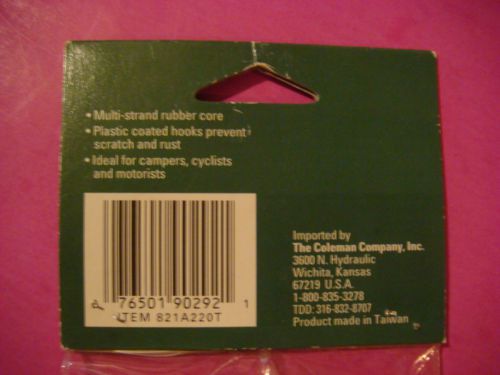 • Multi-strand rubber core
• Plastic coated hooks prevent
scratch and rust
• Ideal for campers, cyclists
and motorists
76501 90292 1
ITEM 821A220T
Imported by
The Coleman Company, Inc.
3600 N. Hydraulic
Wichita, Kansas
67219 U.S.A.
1-800-835-3278
TDD: 316-832-8707
Product made in Taiwan